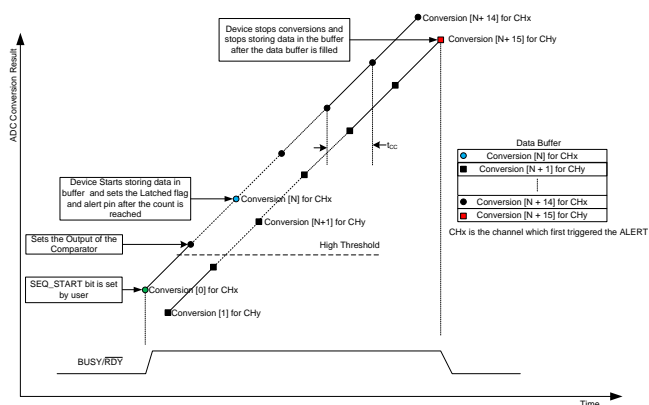 ADC Conversion Result
Device stops conversions and
stops storing data in the buffer
after the data buffer is filled
Conversion [N+ 14] for CHx
Conversion [N+ 15] for CHy
tCC
Device Starts storing data in
buffer and sets the Latched flag
and alert pin after the count is
reached
Conversion [N] for CHx
Conversion [N+1] for CHy
Sets the Output of the
Comparator
High Threshold
SEQ_START bit is set
by user
Conversion [0] for CHx
Conversion [1] for CHy
Data Buffer
Conversion [N] for CHx
Conversion [N + 1] for CHy
Conversion [N + 14] for CHx
Conversion [N + 15] for CHy
CHx is the channel which first triggered the ALERT
BUSY/RDY
Time